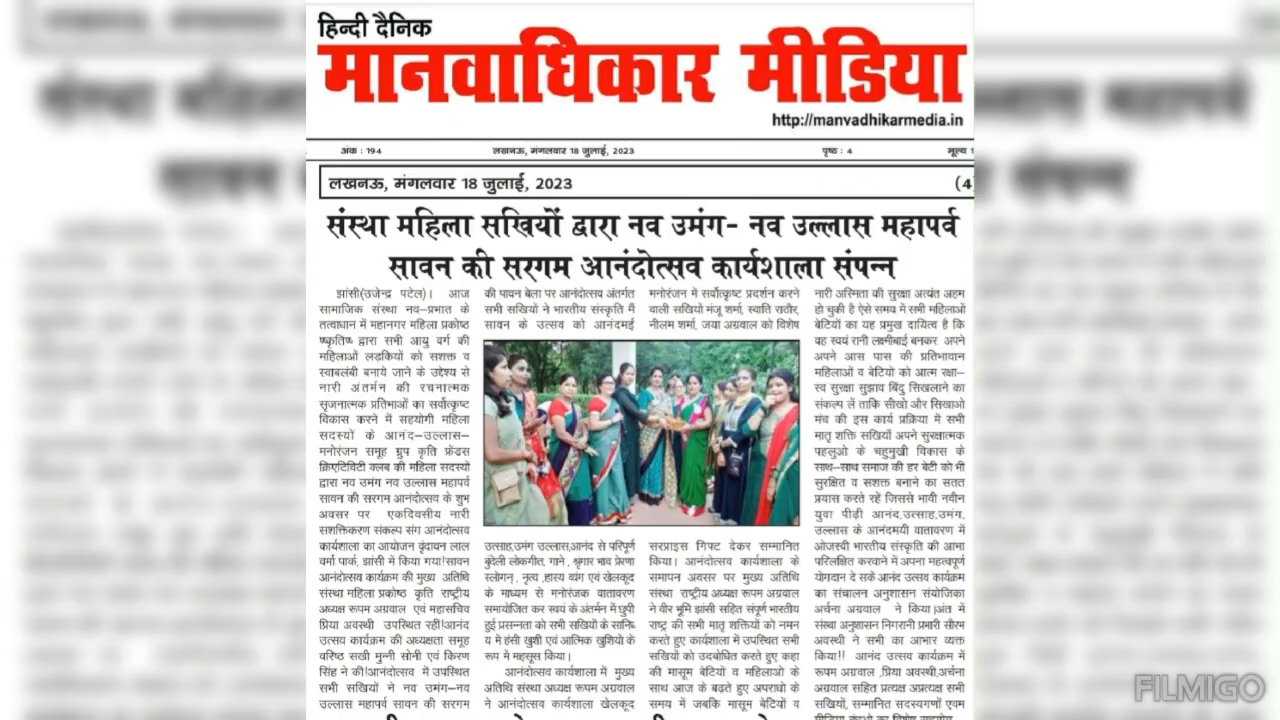 हिन्दी दैनिक
मानवाधिकार मीडिया
http://manvadhikarmedia.in
अंक : 194 लखनऊ, मंगलवार 18 जुलाई, 2023 पृष्ठ : 4 मूल्य
लखनऊ, मंगलवार 18 जुलाई, 2023 (4
संस्था महिला सखियों द्वारा नव उमंग- नव उल्लास महापर्व
सावन की सरगम आनंदोत्सव कार्यशाला संपन्न
झांसी(उजेन्द्र पटेल)। आज
सामाजिक संस्था नव–प्रभात के
तत्वाधान में महानगर महिला प्रकोष्ठ
ष्कृतिष् द्वारा सभी आयु वर्ग की
महिलाओं लडकियों को सशक्त व
स्वाबलंबी बनाये जाने के उद्देश्य से
नारी अंतर्मन की रचनात्मक
सृजनात्मक प्रतिभाओं का सर्वोत्कृष्ट
विकास करने में सहयोगी महिला
सदस्यों के आनंद–उल्लास–
मनोरंजन समूह ग्रुप कृति फ्रेंडस
क्रिएटिविटी क्लब की महिला सदस्यों
द्वारा नव उमंग नव उल्लास महापर्व
सावन की सरगम आनंदोत्सव के शुभ
अवसर पर एकदिवसीय नारी
सशक्तिकरण संकल्प संग आनंदोत्सव
कार्यशाला का आयोजन वृंदावन लाल
वर्मा पार्क, झांसी में किया गया!सावन
आनंदोत्सव कार्यक्रम की मुख्य अतिथि
संस्था महिला प्रकोष्ठ कृति राष्ट्रीय
अध्यक्ष रूपम अग्रवाल एवं महासचिव
प्रिया अवस्थी उपस्थित रहीं!आनंद
उत्सव कार्यक्रम की अध्यक्षता समूह
वरिष्ठ सखी मुन्नी सोनी एवं किरण
सिंह ने की!आनंदोत्सव में उपस्थित
सभी सखियों ने नव उमंग–नव
उल्लास महापर्व सावन की सरगम
की पावन बेला पर आनंदोत्सव अंतर्गत
सभी सखियों ने भारतीय संस्कृति मैं
सावन के उत्सव को आनंदमई
उत्साह,उमंग उल्लास,आनंद से परिपूर्ण
बुंदेली लोकगीत, गाने , श्रृंगार भाव प्रेरणा
स्लोगन , नृत्य ,हास्य व्यंग एवं खेलकूद
के माध्यम से मनोरंजक वातावरण
समायोजित कर स्वयं के अंतर्मन में छुपी
हुई प्रसन्नता को सभी सखियों के सानिध्
य में हंसी खुशी एवं आत्मिक खुशियो के
रूप में महसूस किया।
आनंदोत्सव कार्यशाला में मुख्य
अतिथि संस्था अध्यक्ष रूपम अग्रवाल
ने आनंदोत्सव कार्यशाला खेलकूद
मनोरंजन में सर्वोत्कृष्ट प्रदर्शन करने
वाली सखियो मंजू शर्मा, स्वाति राठौर,
नीलम शर्मा, जया अग्रवाल को विशेष
सरप्राइस गिफ्ट देकर सम्मानित
किया। आनंदोत्सव कार्यशाला के
समापन अवसर पर मुख्य अतिथि
संस्था राष्ट्रीय अध्यक्ष रूपम अग्रवाल
ने वीर भूमि झांसी सहित संपूर्ण भारतीय
राष्ट्र की सभी मातृ शक्तियों को नमन
करते हुए कार्यशाला में उपस्थित सभी
सखियों को उदबोधित करते हुए कहा
की मासूम बेटियों व महिलाओ के
साथ आज के बढ़ते हुए अपराधो के
समय में जबकि मासूम बेटियों व
नारी अस्मिता की सुरक्षा अत्यंत अहम
हो चुकी है ऐसे समय में सभी महिलाओं
बेटियों का यह प्रमुख दायित्व है कि
वह स्वयं रानी लक्ष्मीबाई बनकर अपने
अपने आस पास की प्रतिभावान
महिलाओं व बेटियो को आत्म रक्षा–
स्व सुरक्षा सुझाव बिंदु सिखलाने का
संकल्प लें ताकि सीखो और सिखाओ
मंच की इस कार्य प्रक्रिया में सभी
मातृ शक्ति सखियॉं अपने सुरक्षात्मक
पहलुओ के चहुमुखी विकास के
साथ–साथ समाज की हर बेटी को भी
सुरक्षित व सशक्त बनाने का सतत
प्रयास करते रहें जिससे भावी नवीन
युवा पीढ़ी आनंद,उत्साह,उमंग,
उल्लास के आनंदमयी वातावरण में
ओजस्वी भारतीय संस्कृति की आभा
परिलक्षित करवाने में अपना महत्वपूर्ण
योगदान दे सकें आनंद उत्सव कार्यक्रम
का संचालन अनुशासन संयोजिका
अर्चना अग्रवाल ने किया।अंत में
संस्था अनुशासन निगरानी प्रभारी सौरम
अवस्थी ने सभी का आभार व्यक्त
किया!! आनंद उत्सव कार्यक्रम में
रूपम अग्रवाल ,प्रिया अवस्थी,अर्चना
अग्रवाल सहित प्रत्यक्ष अप्रत्यक्ष सभी
सखियों, सम्मानित सदस्यगणों एवम
FILMIGO